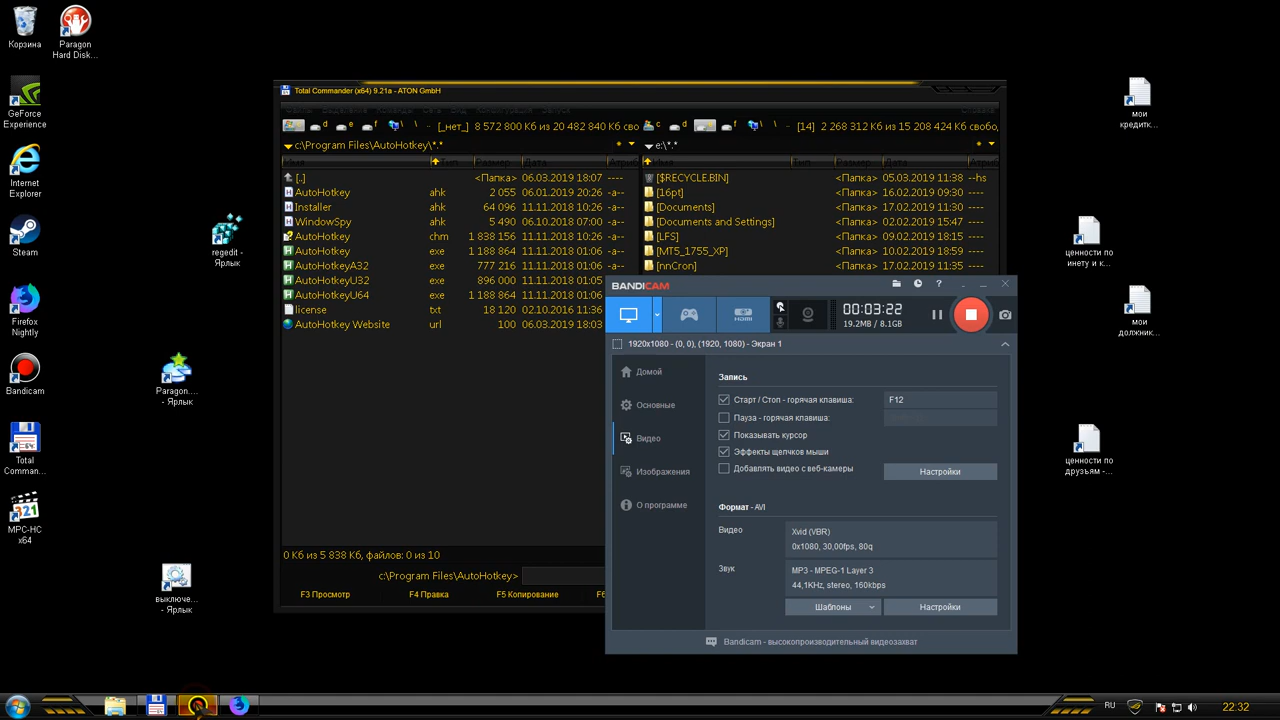 Корзина
Paragon
Hard Disk...
GeForce
Experience
Internet
Explorer
Steam
Firefox
Nightly
Bandicam
Total
Comman...
MPC-HC
x64
regedit -
Ярлык
Paragon....
- Ярлык
выключе...
- Ярлык
мои
кредитк...
ценности по
инету и к...
мои
должник...
ценности по
друзьям -...
Total Commander (x64) 9.21a - ATON GmbH
d e f \ [_нет_] 8 572 800 Кб из 20 482 840 Кб сво
c d f \ .. [14] 2 268 312 Кб из 15 208 424 Кб свобо,
c:\Program Files\AutoHotkey\*.*
* 
Имя Тип Размер Дата Атриб
[..] <Папка> 06.03.2019 18:07 ----
AutoHotkey ahk 2 055 06.01.2019 20:26 -a--
Installer ahk 64 096 11.11.2018 10:26 -a--
WindowSpy ahk 5 490 06.10.2018 07:00 -a--
AutoHotkey chm 1 838 156 11.11.2018 10:26 -a--
AutoHotkey exe 1 188 864 11.11.2018 01:06 -a--
AutoHotkeyA32 exe 777 216 11.11.2018 01:06 -a--
AutoHotkeyU32 exe 896 000 11.11.2018 01:05
AutoHotkeyU64 exe 1 188 864 11.11.2018 01:06
license txt 18 120 02.10.2016 11:36
AutoHotkey Website url 100 06.03.2019 18:03
0 Кб из 5 838 Кб, файлов: 0 из 10
c:\Program Files\AutoHotkey>
F3 Просмотр F4 Правка F5 Копирование F6
e:\*.*
*
Имя Тип Размер Дата Атриб
[$RECYCLE.BIN] <Папка> 05.03.2019 11:38 --hs
[16pt] <Папка> 16.02.2019 09:30 ----
[Documents] <Папка> 17.02.2019 11:30 ----
[Documents and Settings] <Папка> 02.02.2019 15:47 ----
[LFS] <Папка> 09.02.2019 18:15 ----
[MT5_1755_XP] <Папка> 10.02.2019 18:59 ----
[nnCron] <Папка> 17.02.2019 11:35 ----
BANDICAM
HDMI
00:03:22
19.2MB / 8.1GB
1920x1080 - (0, 0), (1920, 1080) - Экран 1
Домой
Основные
Видео
Изображения
О программе
Запись
Старт / Стоп - горячая клавиша: F12
Пауза - горячая клавиша:
Показывать курсор
Эффекты щелчков мыши
Добавлять видео с веб-камеры
Настройки
Формат - AVI
Видео
Xvid (VBR)
0x1080, 30,00fps, 80q
Звук
MP3 - MPEG-1 Layer 3
44,1KHz, stereo, 160kbps
Шаблоны
Настройки
Bandicam - высокопроизводительный видеозахват
RU
22:32